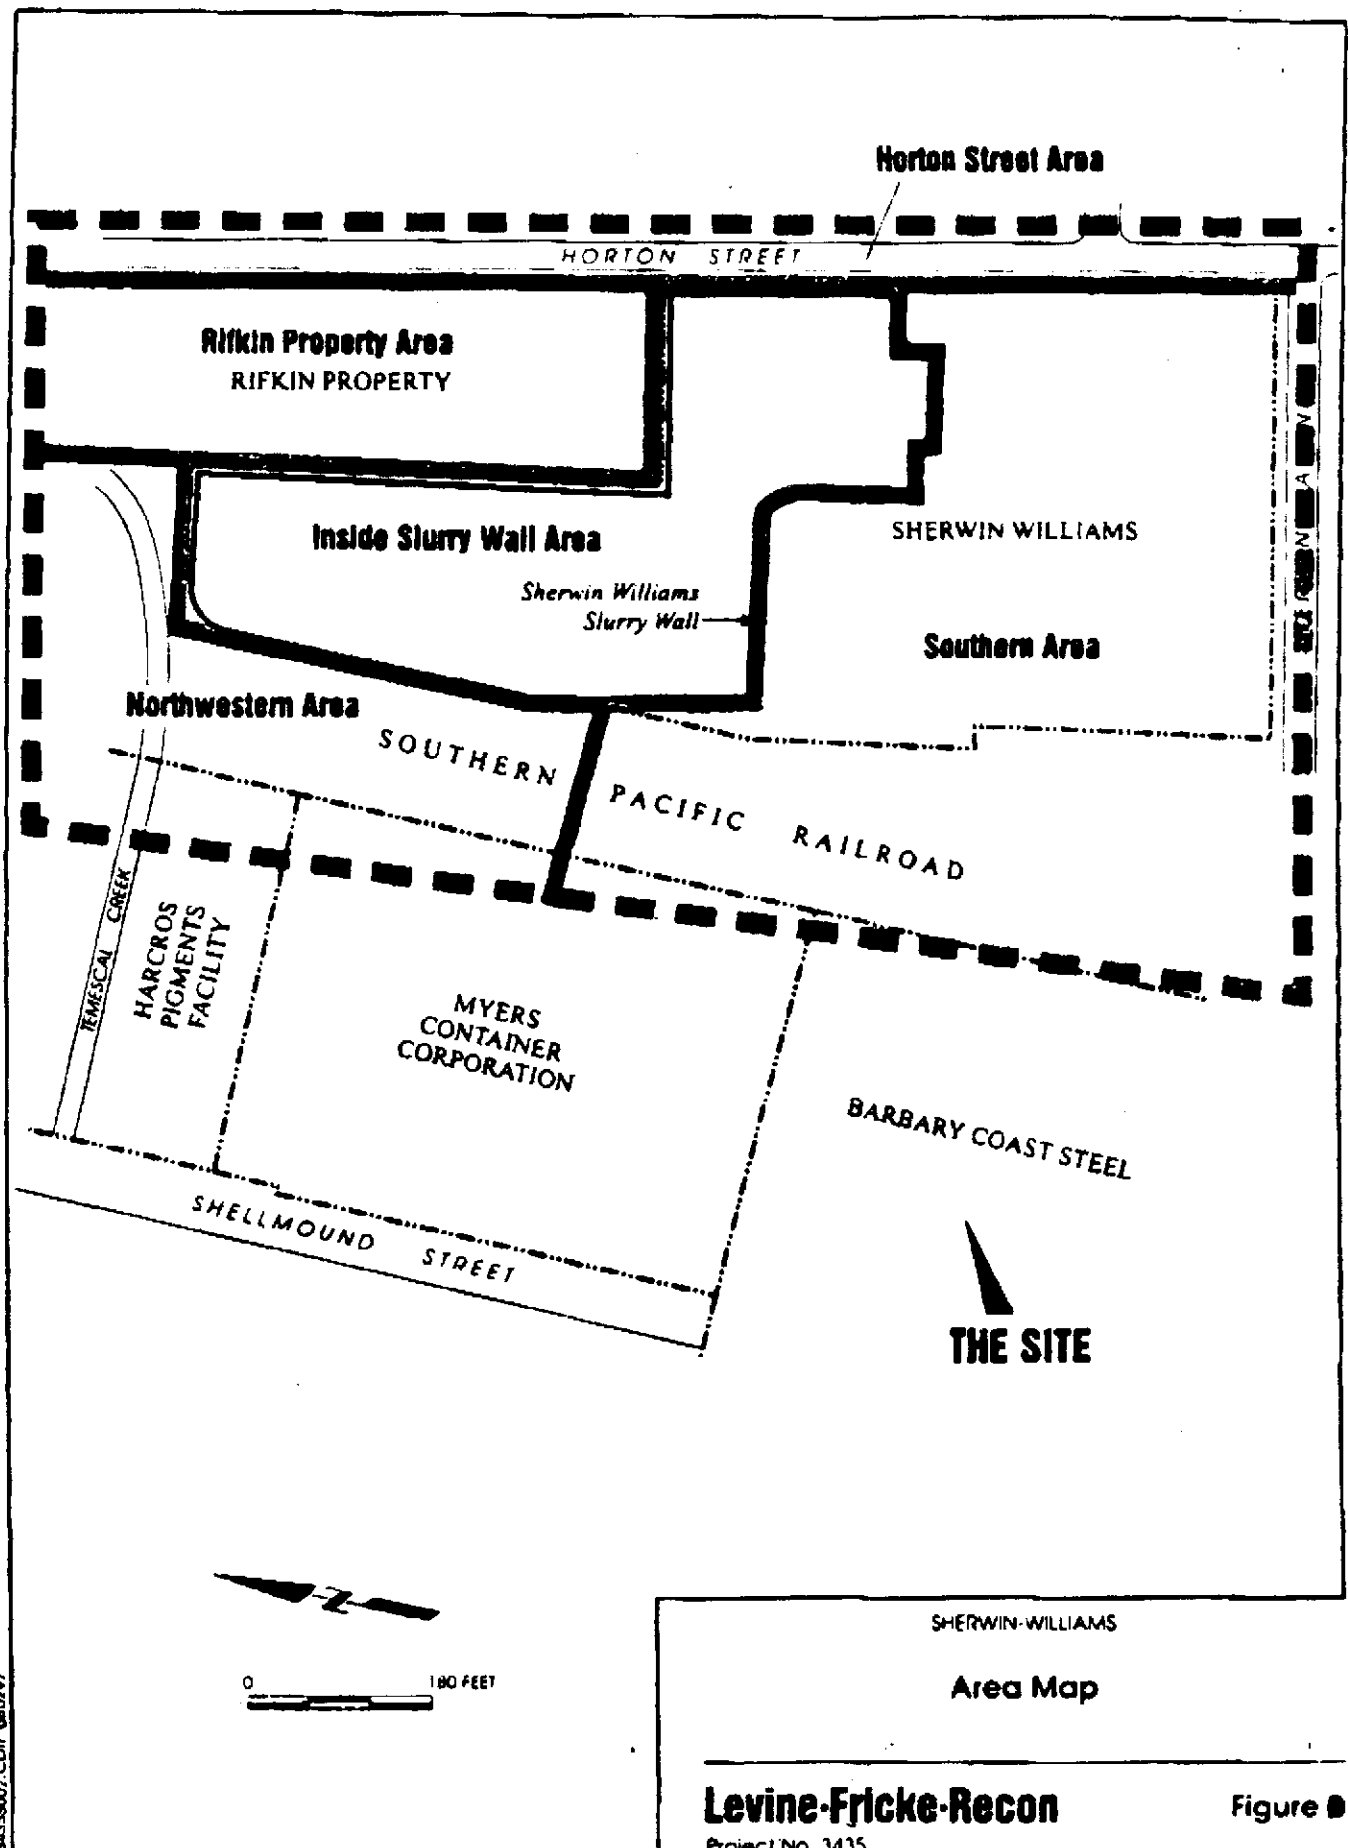 Horton Street Area
HORTON STREET
Rifkin Property Area
RIFKIN PROPERTY
Inside Slurry Wall Area
SHERWIN WILLIAMS
Sherwin Williams
Slurry Wall
Southern Area
Northwestern Area
SOUTHERN PACIFIC RAILROAD
TEMESCAL CREEK
HARCROS
PIGMENTS
FACILITY
MYERS
CONTAINER
CORPORATION
BARBARY COAST STEEL
SHELLMOUND STREET
THE SITE
N
0 180 FEET
SHERWIN-WILLIAMS
Area Map
Levine·Fricke·Recon
Figure
Project No. 3435